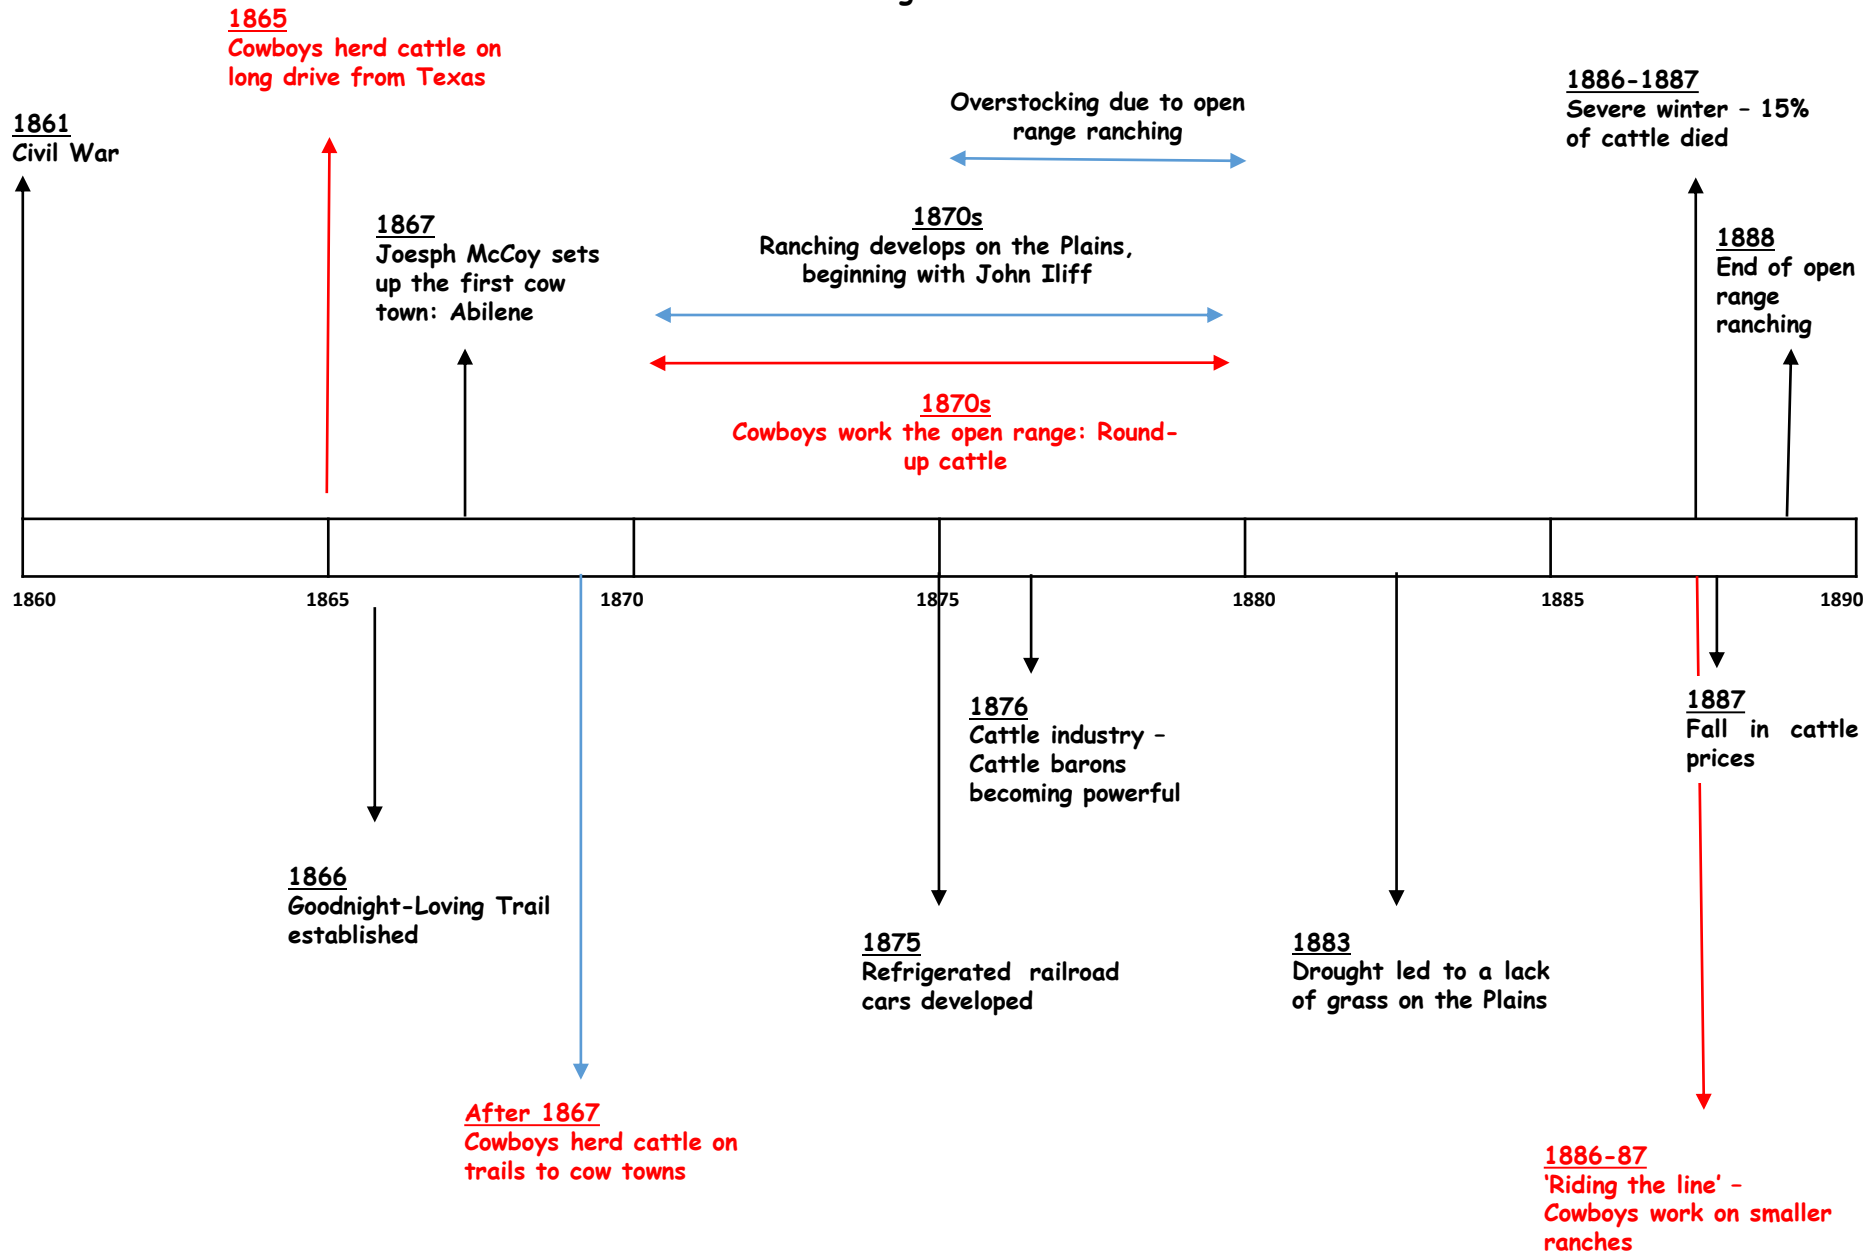 1865
Cowboys herd cattle on
long drive from Texas
1861
Civil War
1867
Joesph McCoy sets
up the first cow
town: Abilene
Overstocking due to open
range ranching
1870s
Ranching develops on the Plains,
beginning with John Iliff
1870s
Cowboys work the open range: Round-
up cattle
1886-1887
Severe winter – 15%
of cattle died
1888
End of open
range
ranching
1860
1865
1870
1875
1880
1885
1890
1866
Goodnight-Loving Trail
established
After 1867
Cowboys herd cattle on
trails to cow towns
1875
Refrigerated railroad
cars developed
1876
Cattle industry –
Cattle barons
becoming powerful
1883
Drought led to a lack
of grass on the Plains
1887
Fall in cattle
prices
1886-87
‘Riding the line’ –
Cowboys work on smaller
ranches